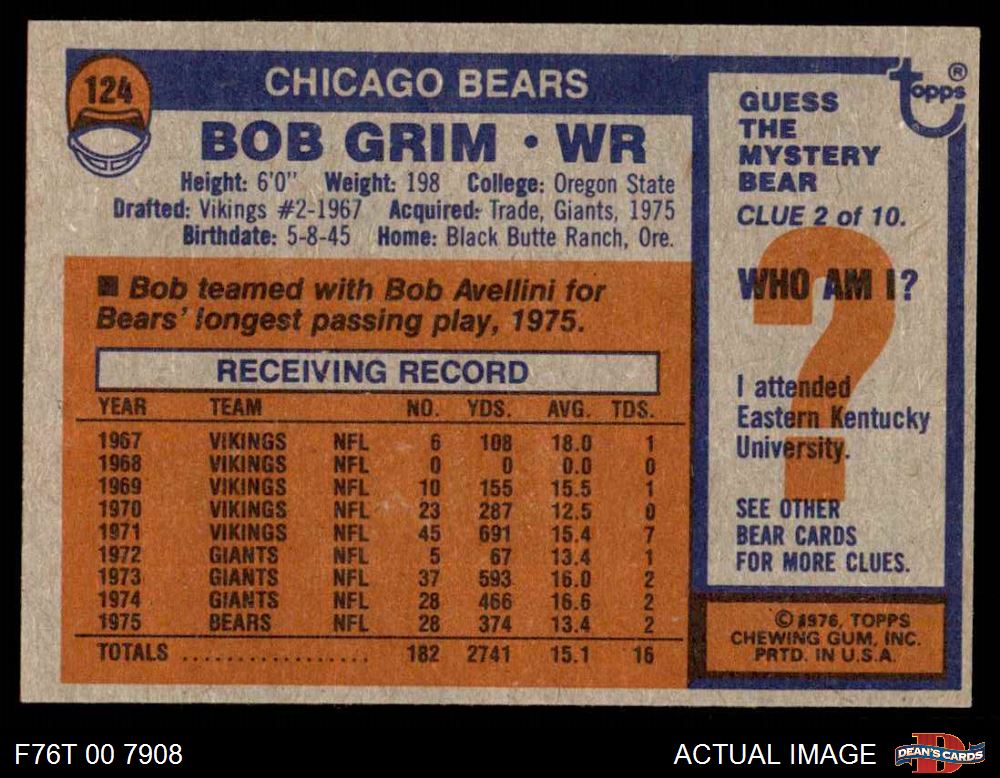 124
CHICAGO BEARS
BOB GRIM • WR
Height: 6'0" Weight: 198 College: Oregon State
Drafted: Vikings #2-1967 Acquired: Trade, Giants, 1975
Birthdate: 5-8-45 Home: Black Butte Ranch, Ore.
■ Bob teamed with Bob Avellini for
Bears' longest passing play, 1975.
RECEIVING RECORD
YEAR TEAM NO. YDS. AVG. TDS.
1967 VIKINGS NFL 6 108 18.0 1
1968 VIKINGS NFL 0 0 0.0 0
1969 VIKINGS NFL 10 155 15.5 1
1970 VIKINGS NFL 23 287 12.5 0
1971 VIKINGS NFL 45 691 15.4 7
1972 GIANTS NFL 5 67 13.4 1
1973 GIANTS NFL 37 593 16.0 2
1974 GIANTS NFL 28 466 16.6 2
1975 BEARS NFL 28 374 13.4 2
TOTALS .................. 182 2741 15.1 16
topps ®
GUESS
THE
MYSTERY
BEAR
CLUE 2 of 10.
WHO AM I?
?
I attended
Eastern Kentucky
University.
SEE OTHER
BEAR CARDS
FOR MORE CLUES.
© 1976, TOPPS
CHEWING GUM, INC.
PRTD. IN U.S.A.
F76T 00 7908
ACTUAL IMAGE
D
DEAN'S CARDS